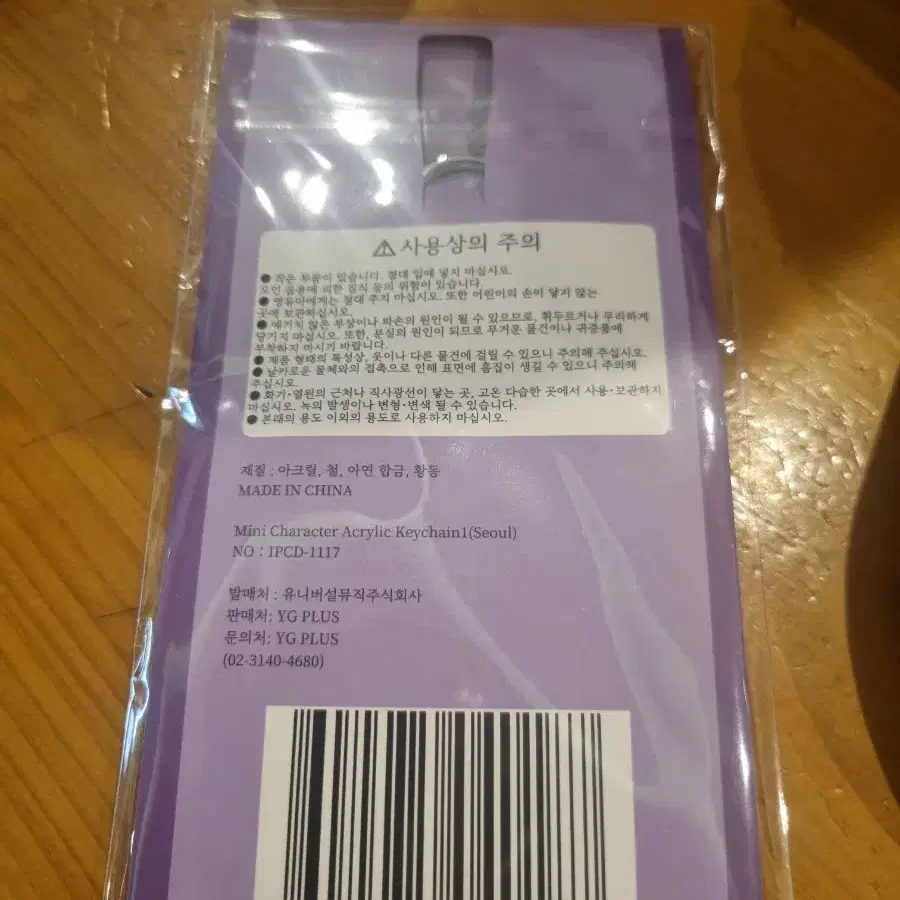 ⚠사용상의 주의
● 작은 부품이 있습니다. 절대 입에 넣지 마십시오.
오인 음용에 의한 질식 등의 위험이 있습니다.
● 영유아에게는 절대 주지 마십시오. 또한 어린이의 손이 닿지 않는
곳에 보관하십시오.
● 예기치 않은 부상이나 파손의 원인이 될 수 있으므로, 휘두르거나 무리하게
당기지 마십시오. 또한, 분실의 원인이 되므로 무거운 물건이나 귀중품에
부착하지 마시기 바랍니다.
● 제품 형태의 특성상, 옷이나 다른 물건에 걸릴 수 있으니 주의해 주십시오.
● 날카로운 물체와의 접촉으로 인해 표면에 흠집이 생길 수 있으니 주의해
주십시오.
● 화기·열원의 근처나 직사광선이 닿는 곳, 고온 다습한 곳에서 사용·보관하지
마십시오. 녹의 발생이나 변형·변색 될 수 있습니다.
● 본래의 용도 이외의 용도로 사용하지 마십시오.
재질 : 아크릴, 철, 아연 합금, 황동
MADE IN CHINA
Mini Character Acrylic Keychain1(Seoul)
NO : IPCD-1117
발매처 : 유니버설뮤직주식회사
판매처: YG PLUS
문의처: YG PLUS
(02-3140-4680)